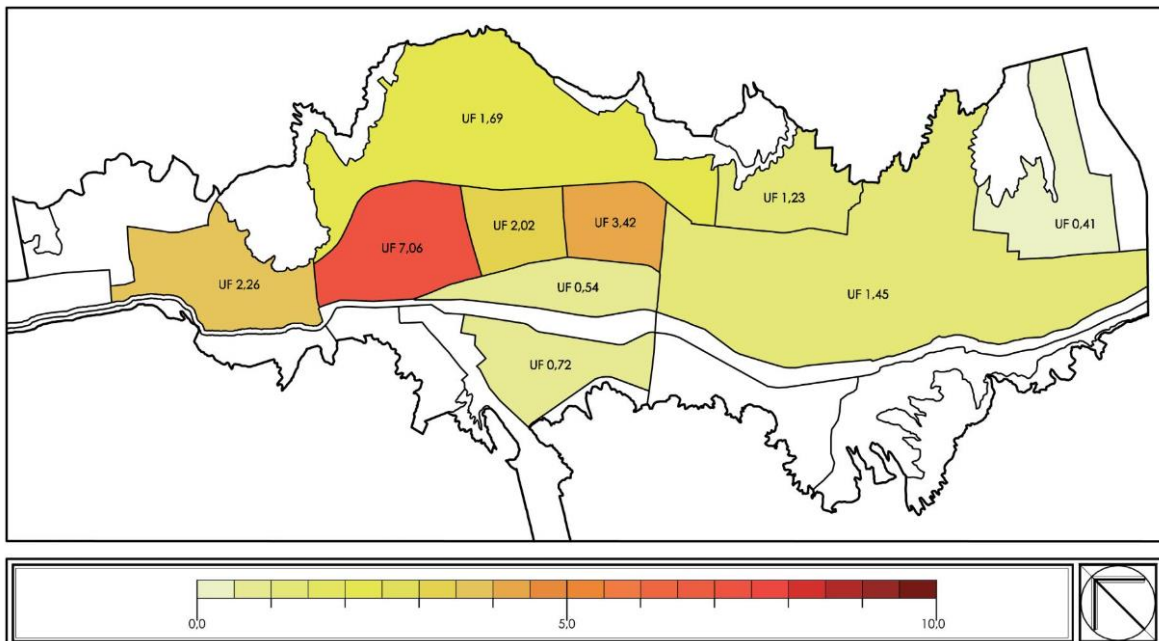 UF 1,69
UF 1,23
UF 0,41
UF 2,02
UF 3,42
UF 7,06
UF 2,26
UF 0,54
UF 1,45
UF 0,72
0,0
5,0
10,0